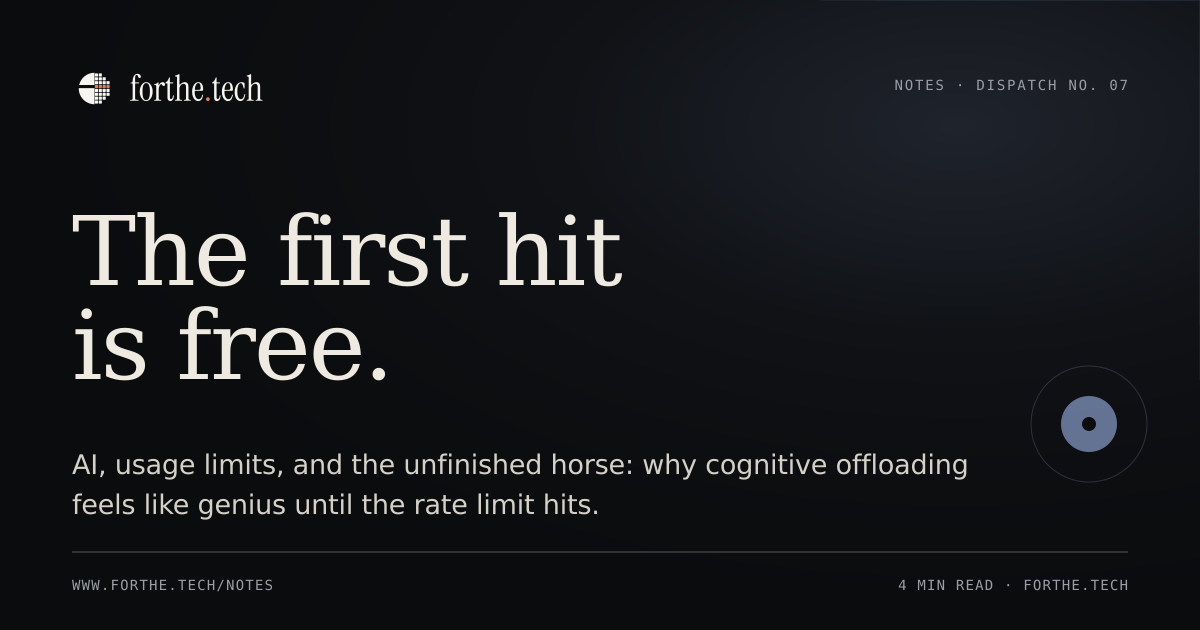 forthe.tech
NOTES · DISPATCH NO. 07
The first hit
is free.
AI, usage limits, and the unfinished horse: why cognitive offloading
feels like genius until the rate limit hits.
WWW.FORTHE.TECH/NOTES
4 MIN READ · FORTHE.TECH